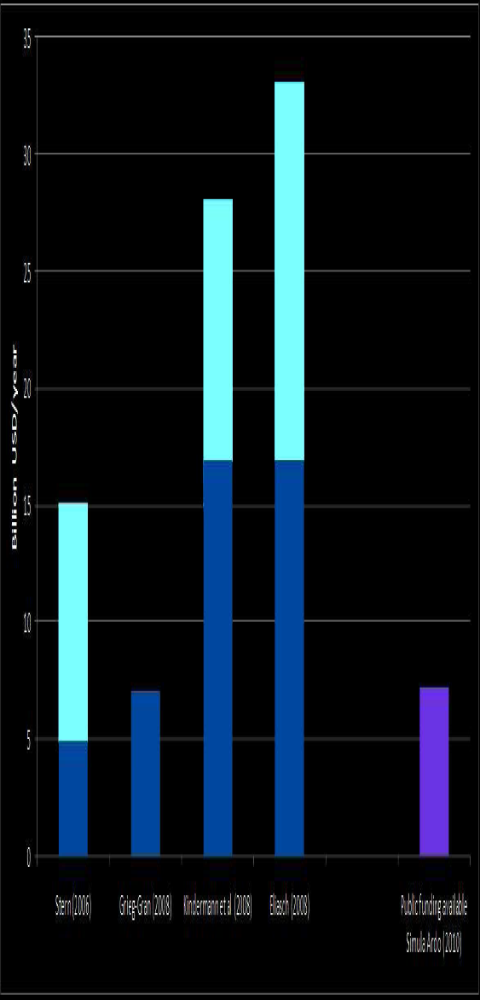 35
30
25
20
15
10
5
0
Billion USD/year
Stern (2006)
Grieg-Gran (2008)
Kindermann et al (2008)
Eliasch (2008)
Public funding available
Simula Ardo (2010)